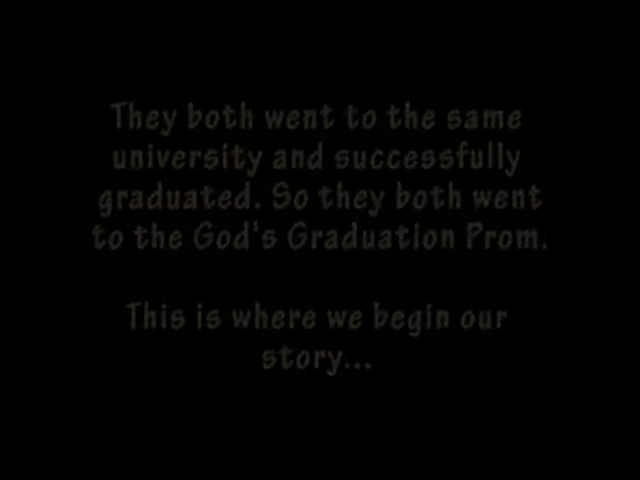 They both went to the same
university and successfully
graduated. So they both went
to the God's Graduation Prom.
This is where we begin our
story...